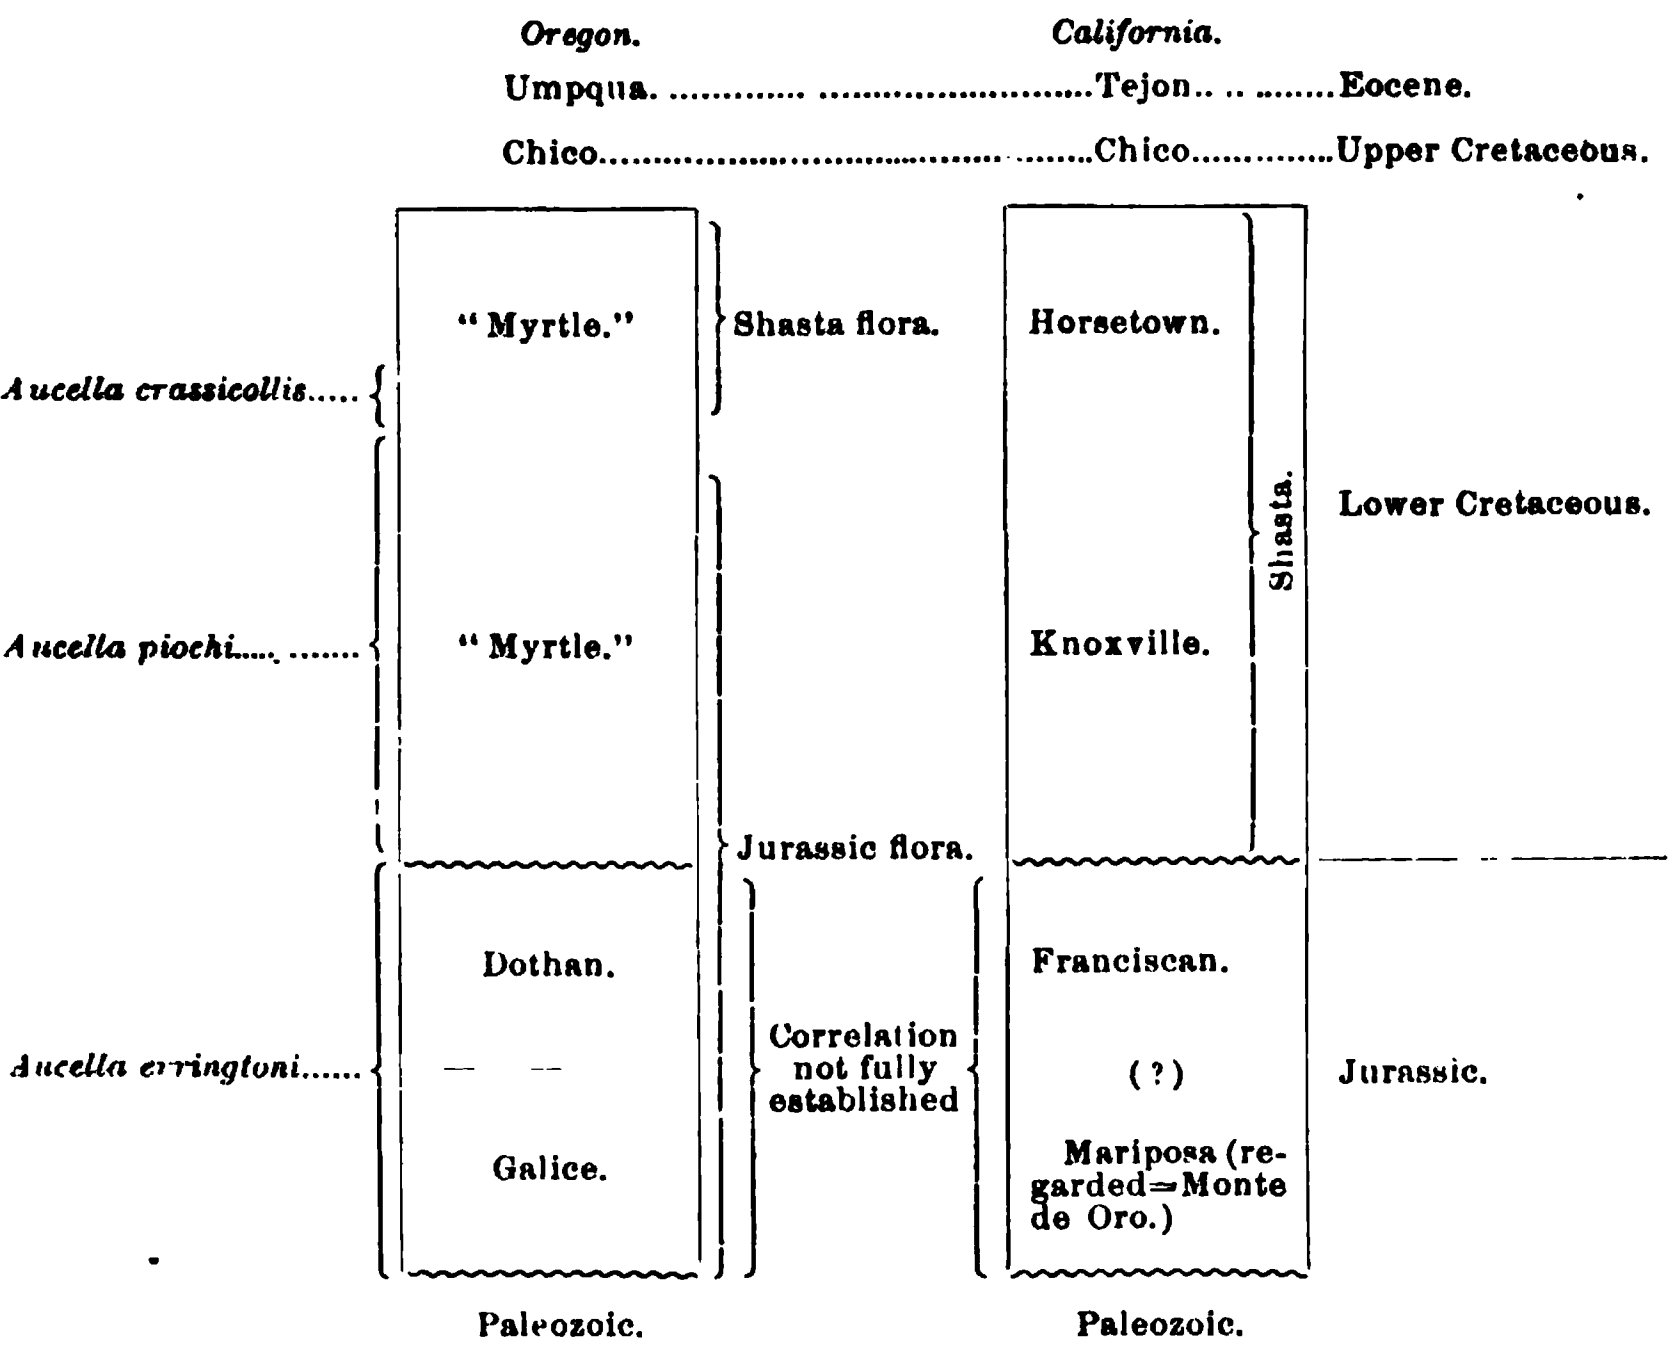 Oregon. California.
Umpqua. ..................................Tejon.. .. ........Eocene.
Chico..................................Chico..............Upper Cretaceous.
"Myrtle." Shasta flora. Horsetown.
Aucella crassicollis.....
Shasta. Lower Cretaceous.
Aucella piochi..... ....... "Myrtle." Knoxville.
Jurassic flora.
Dothan. Franciscan.
Correlation
not fully
established
Aucella erringtoni...... — — (?) Jurassic.
Galice.
Mariposa (re-
garded=Monte
de Oro.)
Paleozoic. Paleozoic.